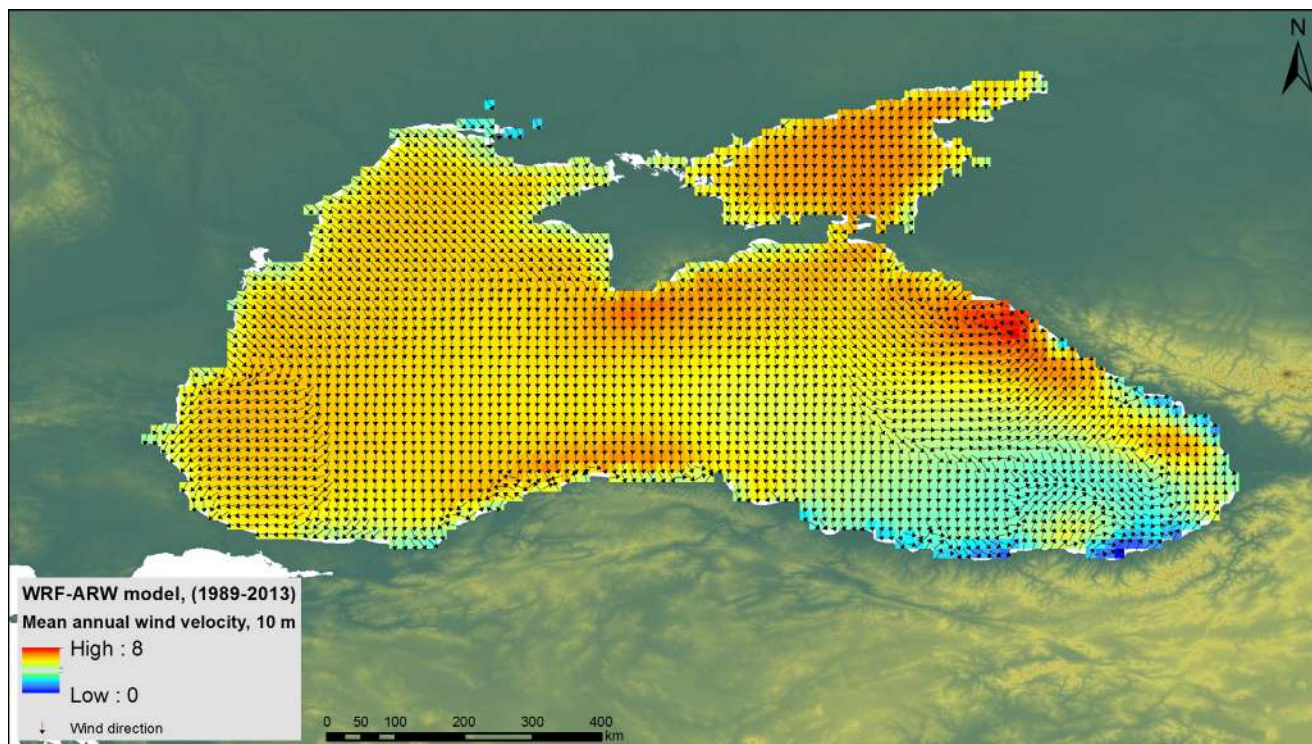 N
WRF-ARW model, (1989-2013)
Mean annual wind velocity, 10 m
High : 8
Low : 0
Wind direction
0 50 100 200 300 400
km